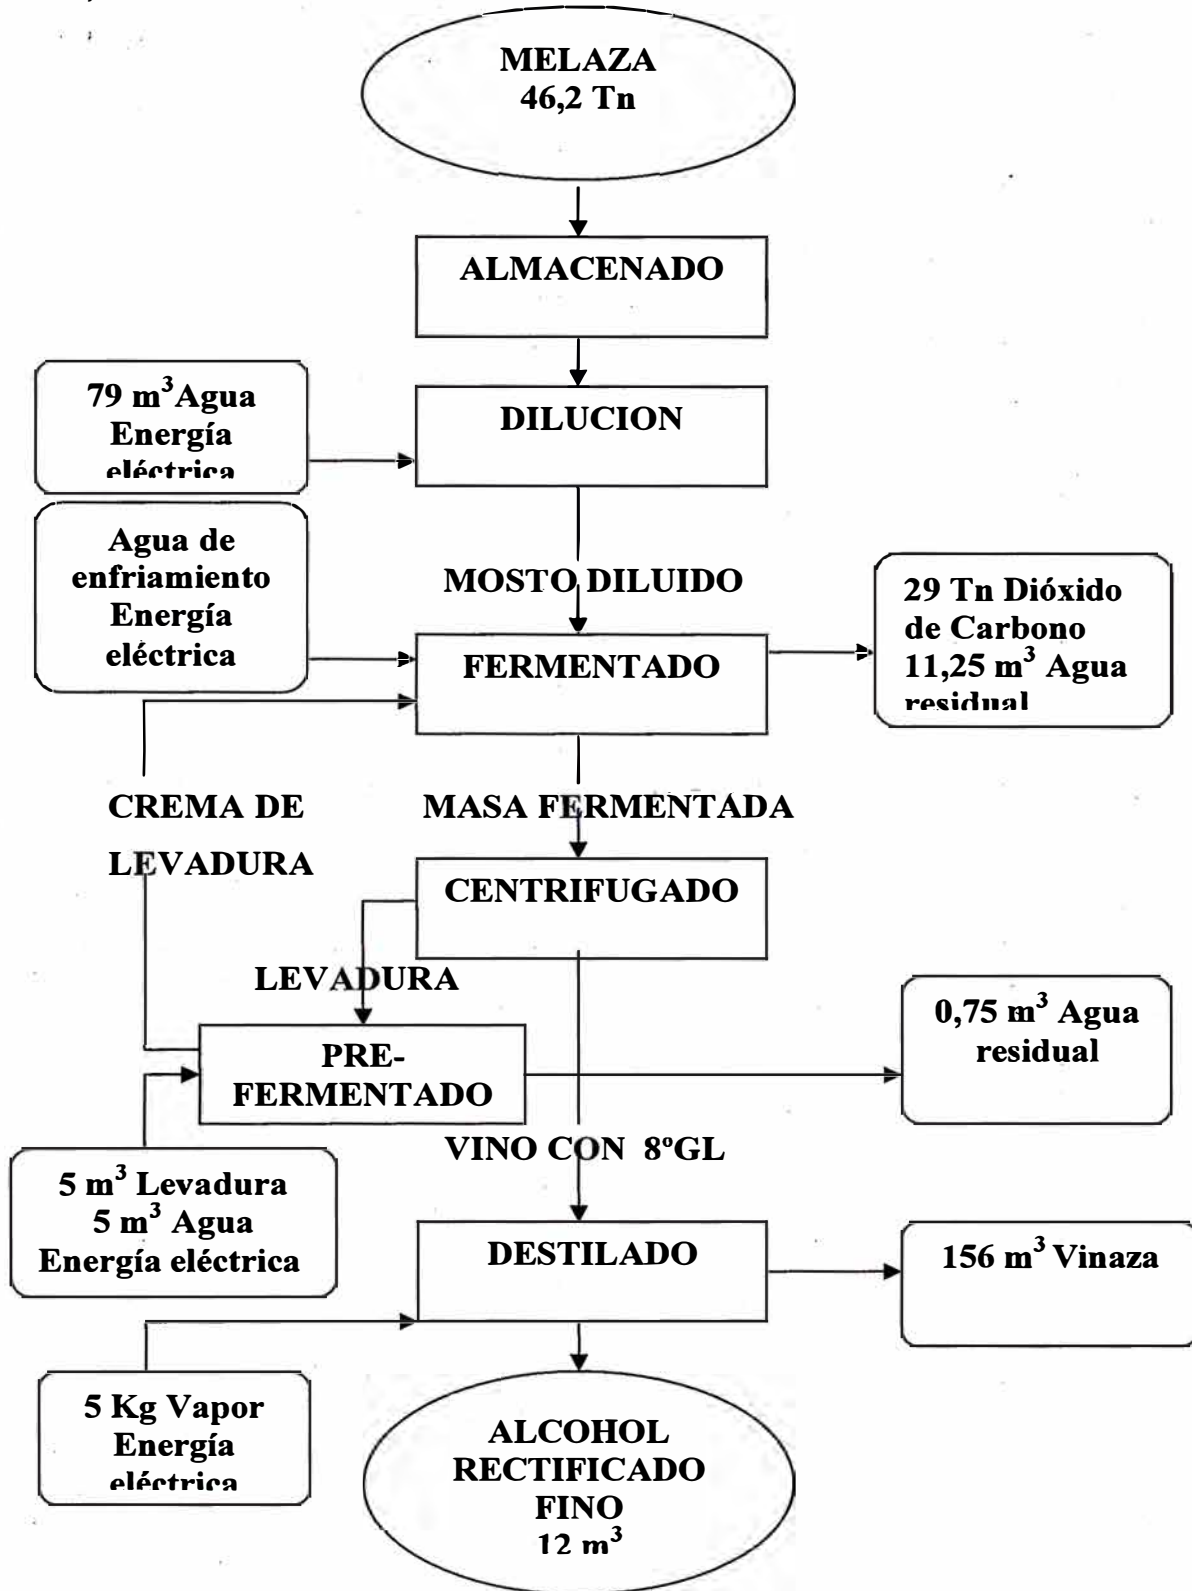 MELAZA
46,2 Tn
ALMACENADO
79 m³ Agua
Energía
eléctrica
DILUCION
Agua de
enfriamiento
Energía
eléctrica
MOSTO DILUIDO
29 Tn Dióxido
de Carbono
11,25 m³ Agua
residual
FERMENTADO
CREMA DE
LEVADURA
MASA FERMENTADA
CENTRIFUGADO
LEVADURA
0,75 m³ Agua
residual
PRE-
FERMENTADO
VINO CON 8ºGL
5 m³ Levadura
5 m³ Agua
Energía eléctrica
DESTILADO
156 m³ Vinaza
5 Kg Vapor
Energía
eléctrica
ALCOHOL
RECTIFICADO
FINO
12 m³